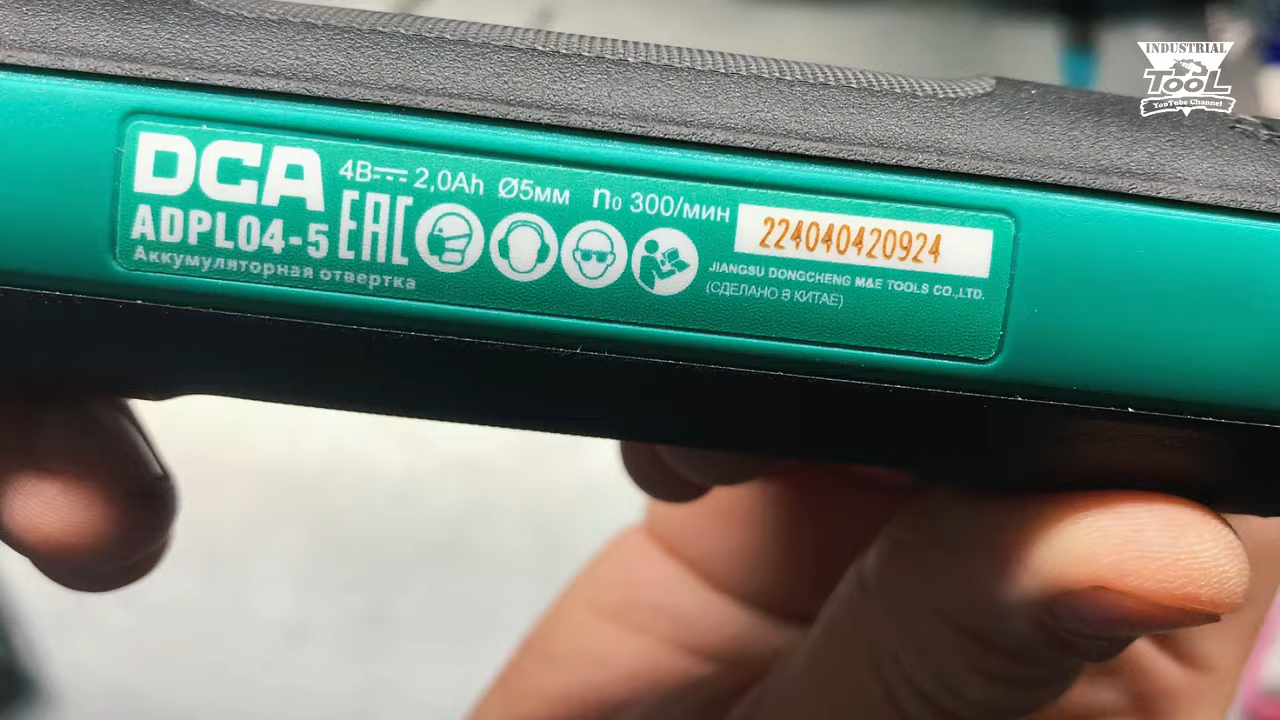 INDUSTRIAL
TOOL
YouTube Channel
DCA
4В 2,0Ah Ø5мм n₀ 300/мин
ADPL04-5
EAC
224040420924
Аккумуляторная отвертка
JIANGSU DONGCHENG M&E TOOLS CO.,LTD.
(СДЕЛАНО В КИТАЕ)